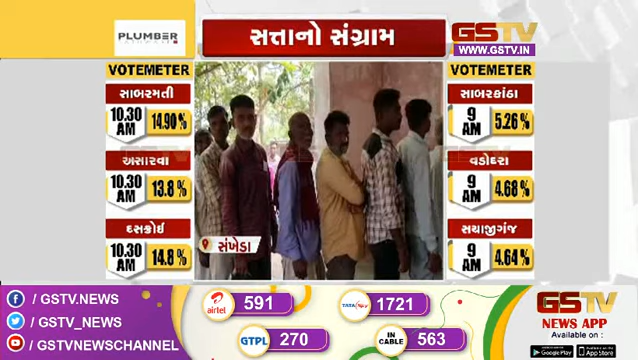 PLUMBER
સત્તાનો સંગ્રામ
GSTV
WWW.GSTV.IN
VOTEMETER
સાબરમતી
10.30 AM 14.90 %
અસારવા
10.30 AM 13.8 %
દસક્રોઈ
10.30 AM 14.8 %
સંખેડા
VOTEMETER
સાબરકાંઠા
9 AM 5.26 %
વડોદરા
9 AM 4.68 %
સયાજીગંજ
9 AM 4.64 %
/ GSTV.NEWS
/ GSTV_NEWS
/ GSTVNEWSCHANNEL
airtel 591
TATA Sky 1721
GTPL 270
IN CABLE 563
GSTV
NEWS APP
Available on :
Google Play
App Store